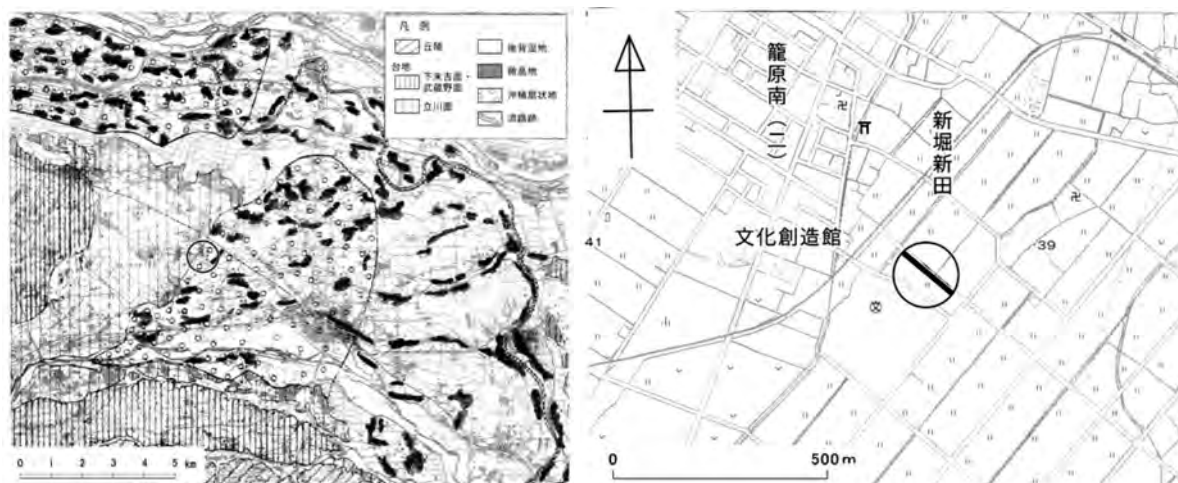 凡例
丘陵
台地
下末吉面・
武蔵野面
立川面
後背湿地
微高地
沖積扇状地
流路跡
0 1 2 3 4 5 km
籠原南(二)
新堀新田
文化創造館
41
39
0 500m